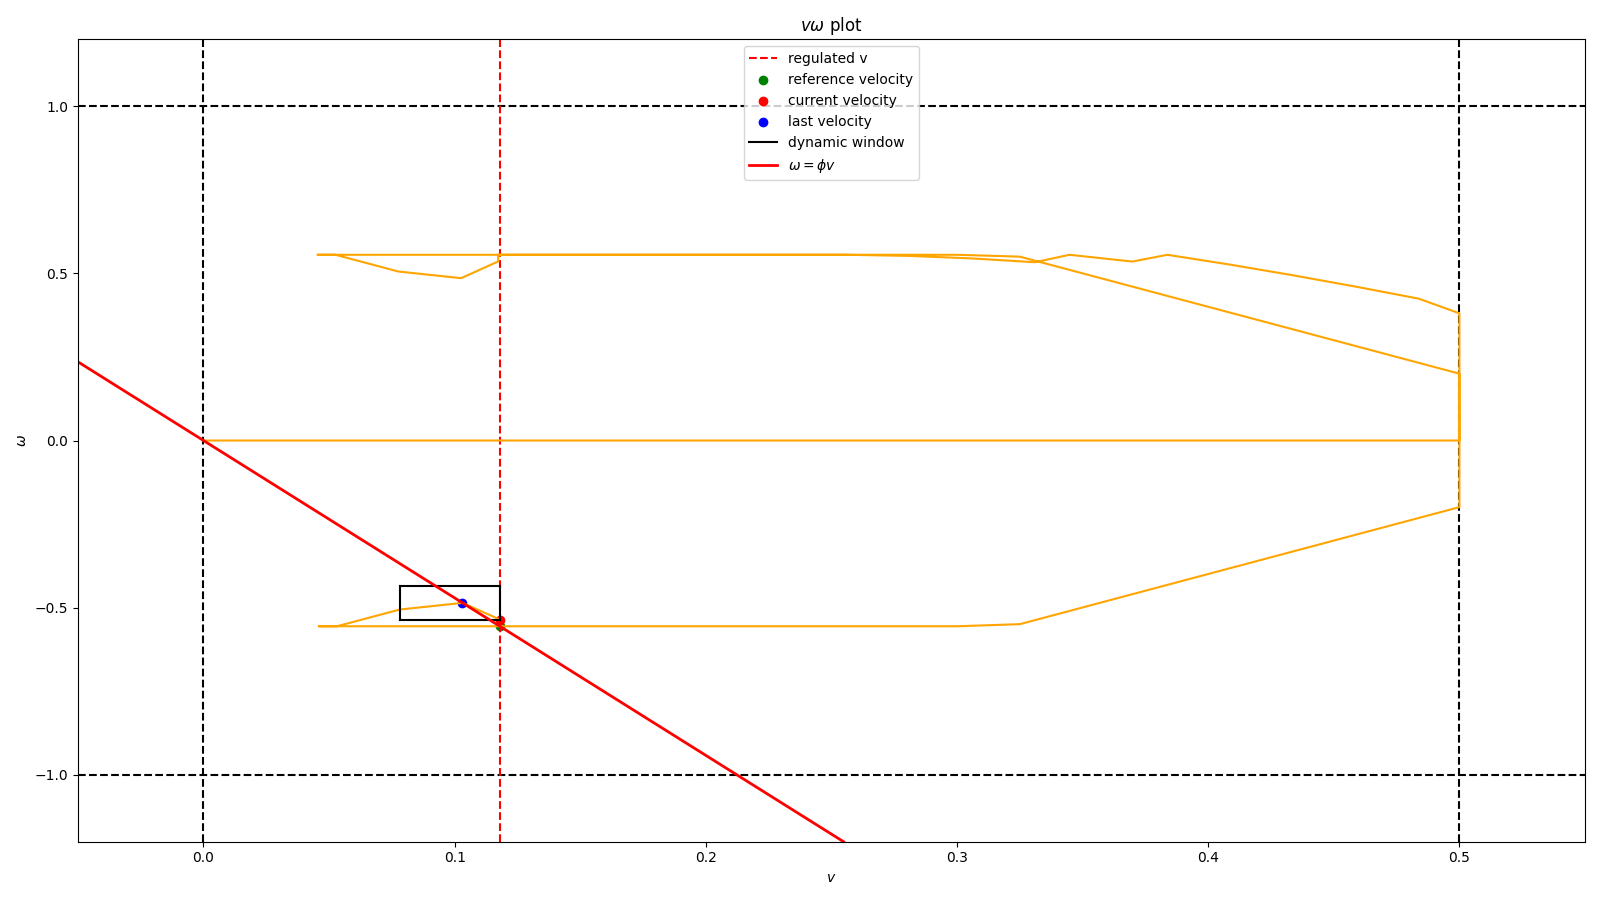 vω plot
regulated v
reference velocity
current velocity
last velocity
dynamic window
ω = ϕv
1.0
0.5
0.0
−0.5
−1.0
ω
0.0 0.1 0.2 0.3 0.4 0.5
v